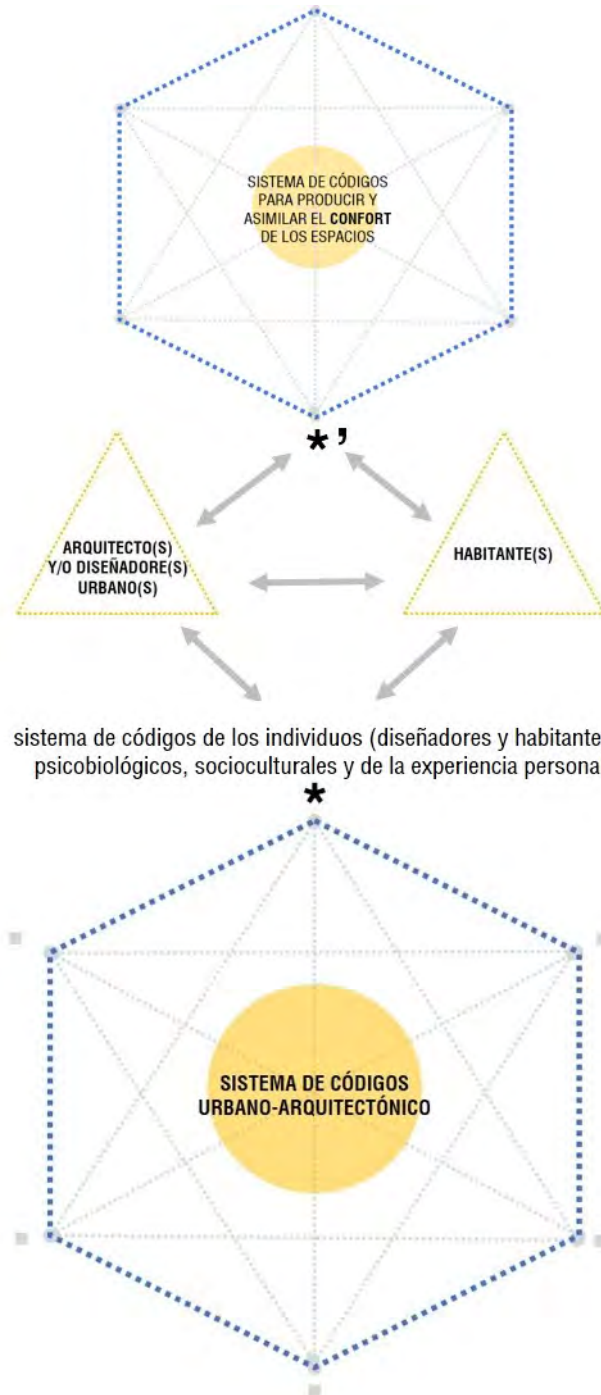 SISTEMA DE CÓDIGOS
PARA PRODUCIR Y
ASIMILAR EL CONFORT
DE LOS ESPACIOS
*’
ARQUITECTO(S)
Y/O DISEÑADORE(S)
URBANO(S)
HABITANTE(S)
sistema de códigos de los individuos (diseñadores y habitante
psicobiológicos, socioculturales y de la experiencia persona
*
SISTEMA DE CÓDIGOS
URBANO-ARQUITECTÓNICO